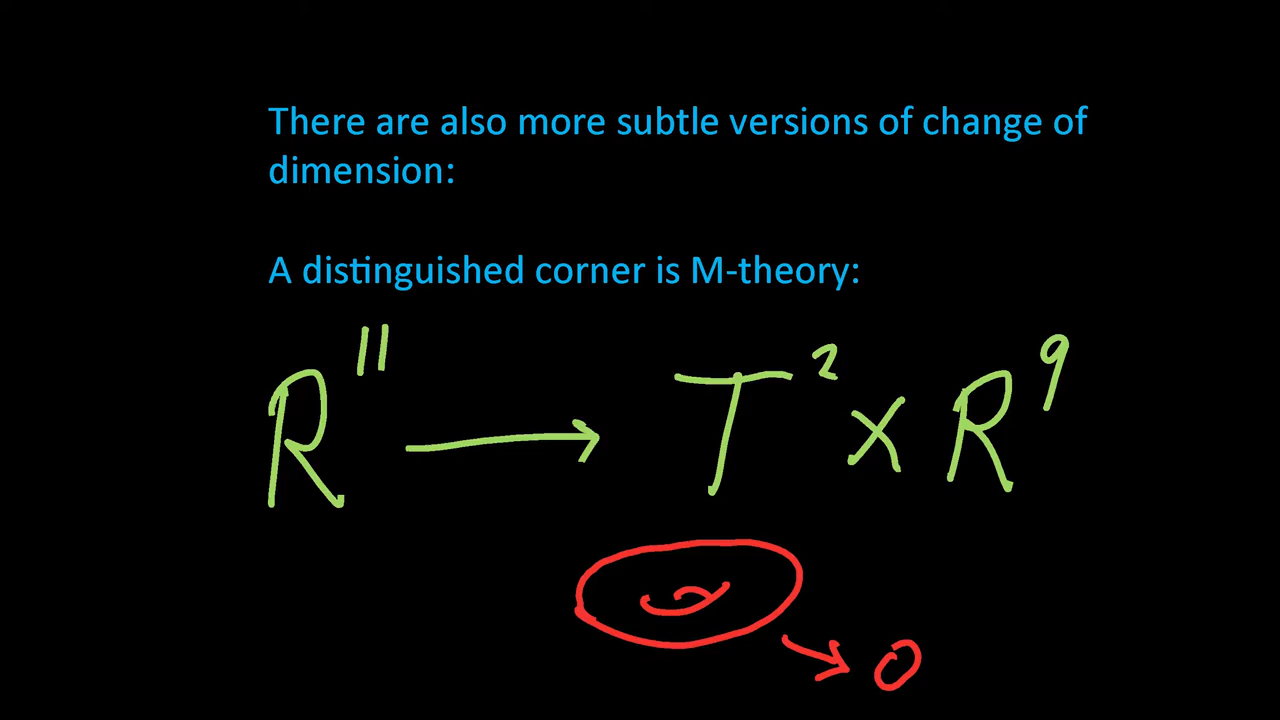 There are also more subtle versions of change of
dimension:
A distinguished corner is M-theory:
R¹¹ → T² × R⁹
→ 0